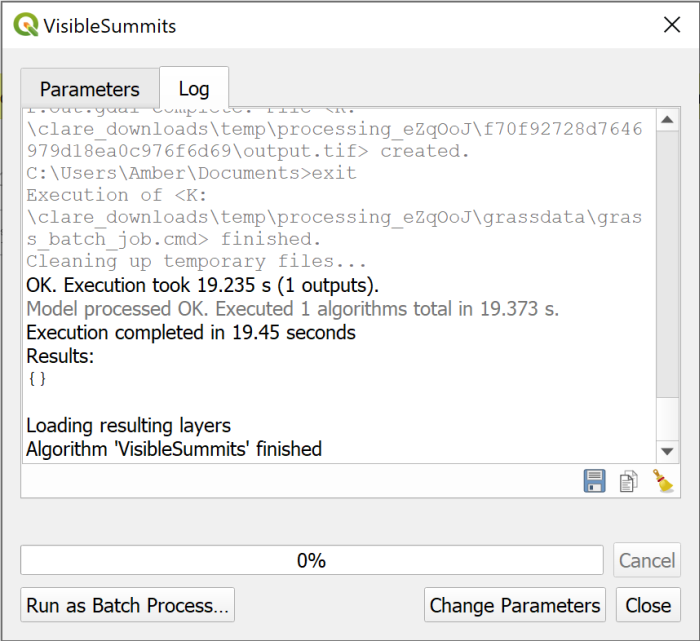 VisibleSummits
Parameters
Log
r.out.gdal complete. File <K:
\clare_downloads\temp\processing_eZqOoJ\f70f92728d7646
979d18ea0c976f6d69\output.tif> created.
C:\Users\Amber\Documents>exit
Execution of <K:
\clare_downloads\temp\processing_eZqOoJ\grassdata\gras
s_batch_job.cmd> finished.
Cleaning up temporary files...
OK. Execution took 19.235 s (1 outputs).
Model processed OK. Executed 1 algorithms total in 19.373 s.
Execution completed in 19.45 seconds
Results:
{}
Loading resulting layers
Algorithm 'VisibleSummits' finished
0%
Cancel
Run as Batch Process...
Change Parameters
Close